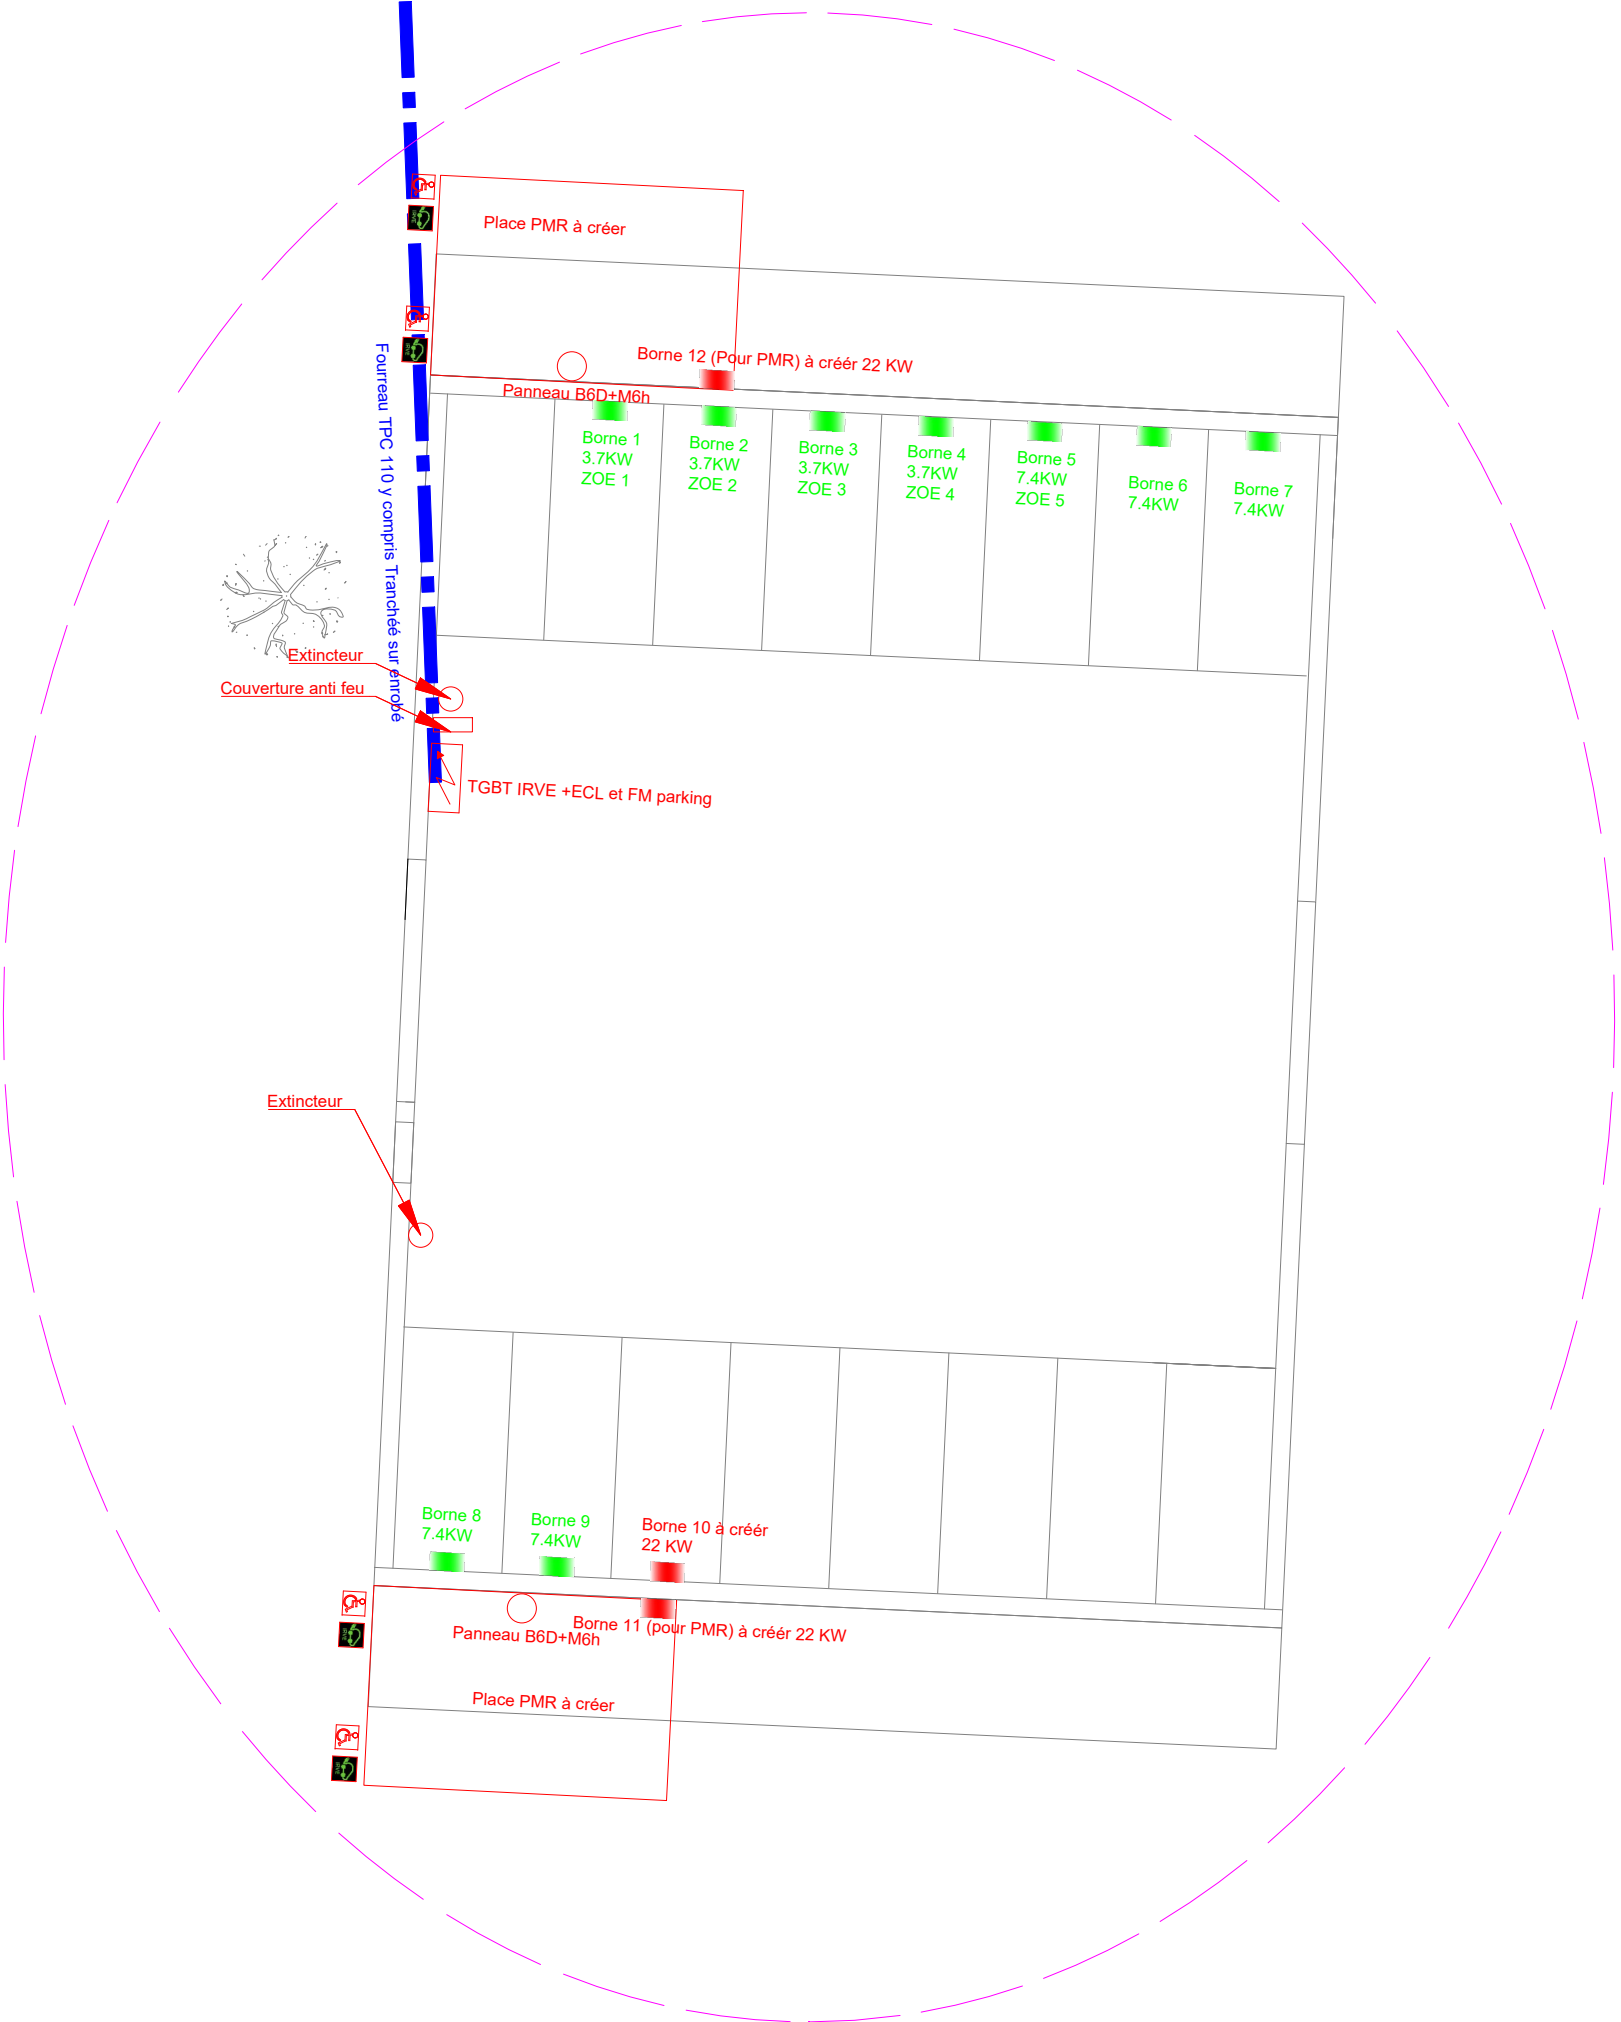 Place PMR à créer
Borne 12 (Pour PMR) à créér 22 KW
Panneau B6D+M6h
Fourreau TPC 110 y compris Tranchéé sur enrobé
Borne 1
3.7KW
ZOE 1
Borne 2
3.7KW
ZOE 2
Borne 3
3.7KW
ZOE 3
Borne 4
3.7KW
ZOE 4
Borne 5
7.4KW
ZOE 5
Borne 6
7.4KW
Borne 7
7.4KW
Extincteur
Couverture anti feu
TGBT IRVE +ECL et FM parking
Extincteur
Borne 8
7.4KW
Borne 9
7.4KW
Borne 10 à créér
22 KW
Borne 11 (pour PMR) à créér 22 KW
Panneau B6D+M6h
Place PMR à créer